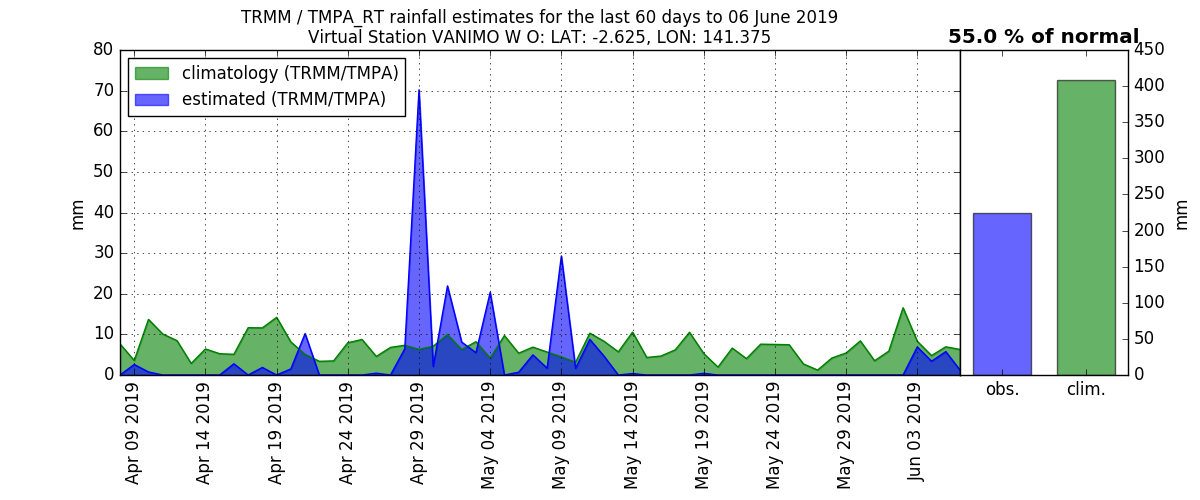 TRMM / TMPA_RT rainfall estimates for the last 60 days to 06 June 2019
Virtual Station VANIMO W O: LAT: -2.625, LON: 141.375
55.0 % of normal
climatology (TRMM/TMPA)
estimated (TRMM/TMPA)
mm
80
70
60
50
40
30
20
10
0
Apr 09 2019
Apr 14 2019
Apr 19 2019
Apr 24 2019
Apr 29 2019
May 04 2019
May 09 2019
May 14 2019
May 19 2019
May 24 2019
May 29 2019
Jun 03 2019
obs.
clim.
450
400
350
300
250
200
150
100
50
0
mm